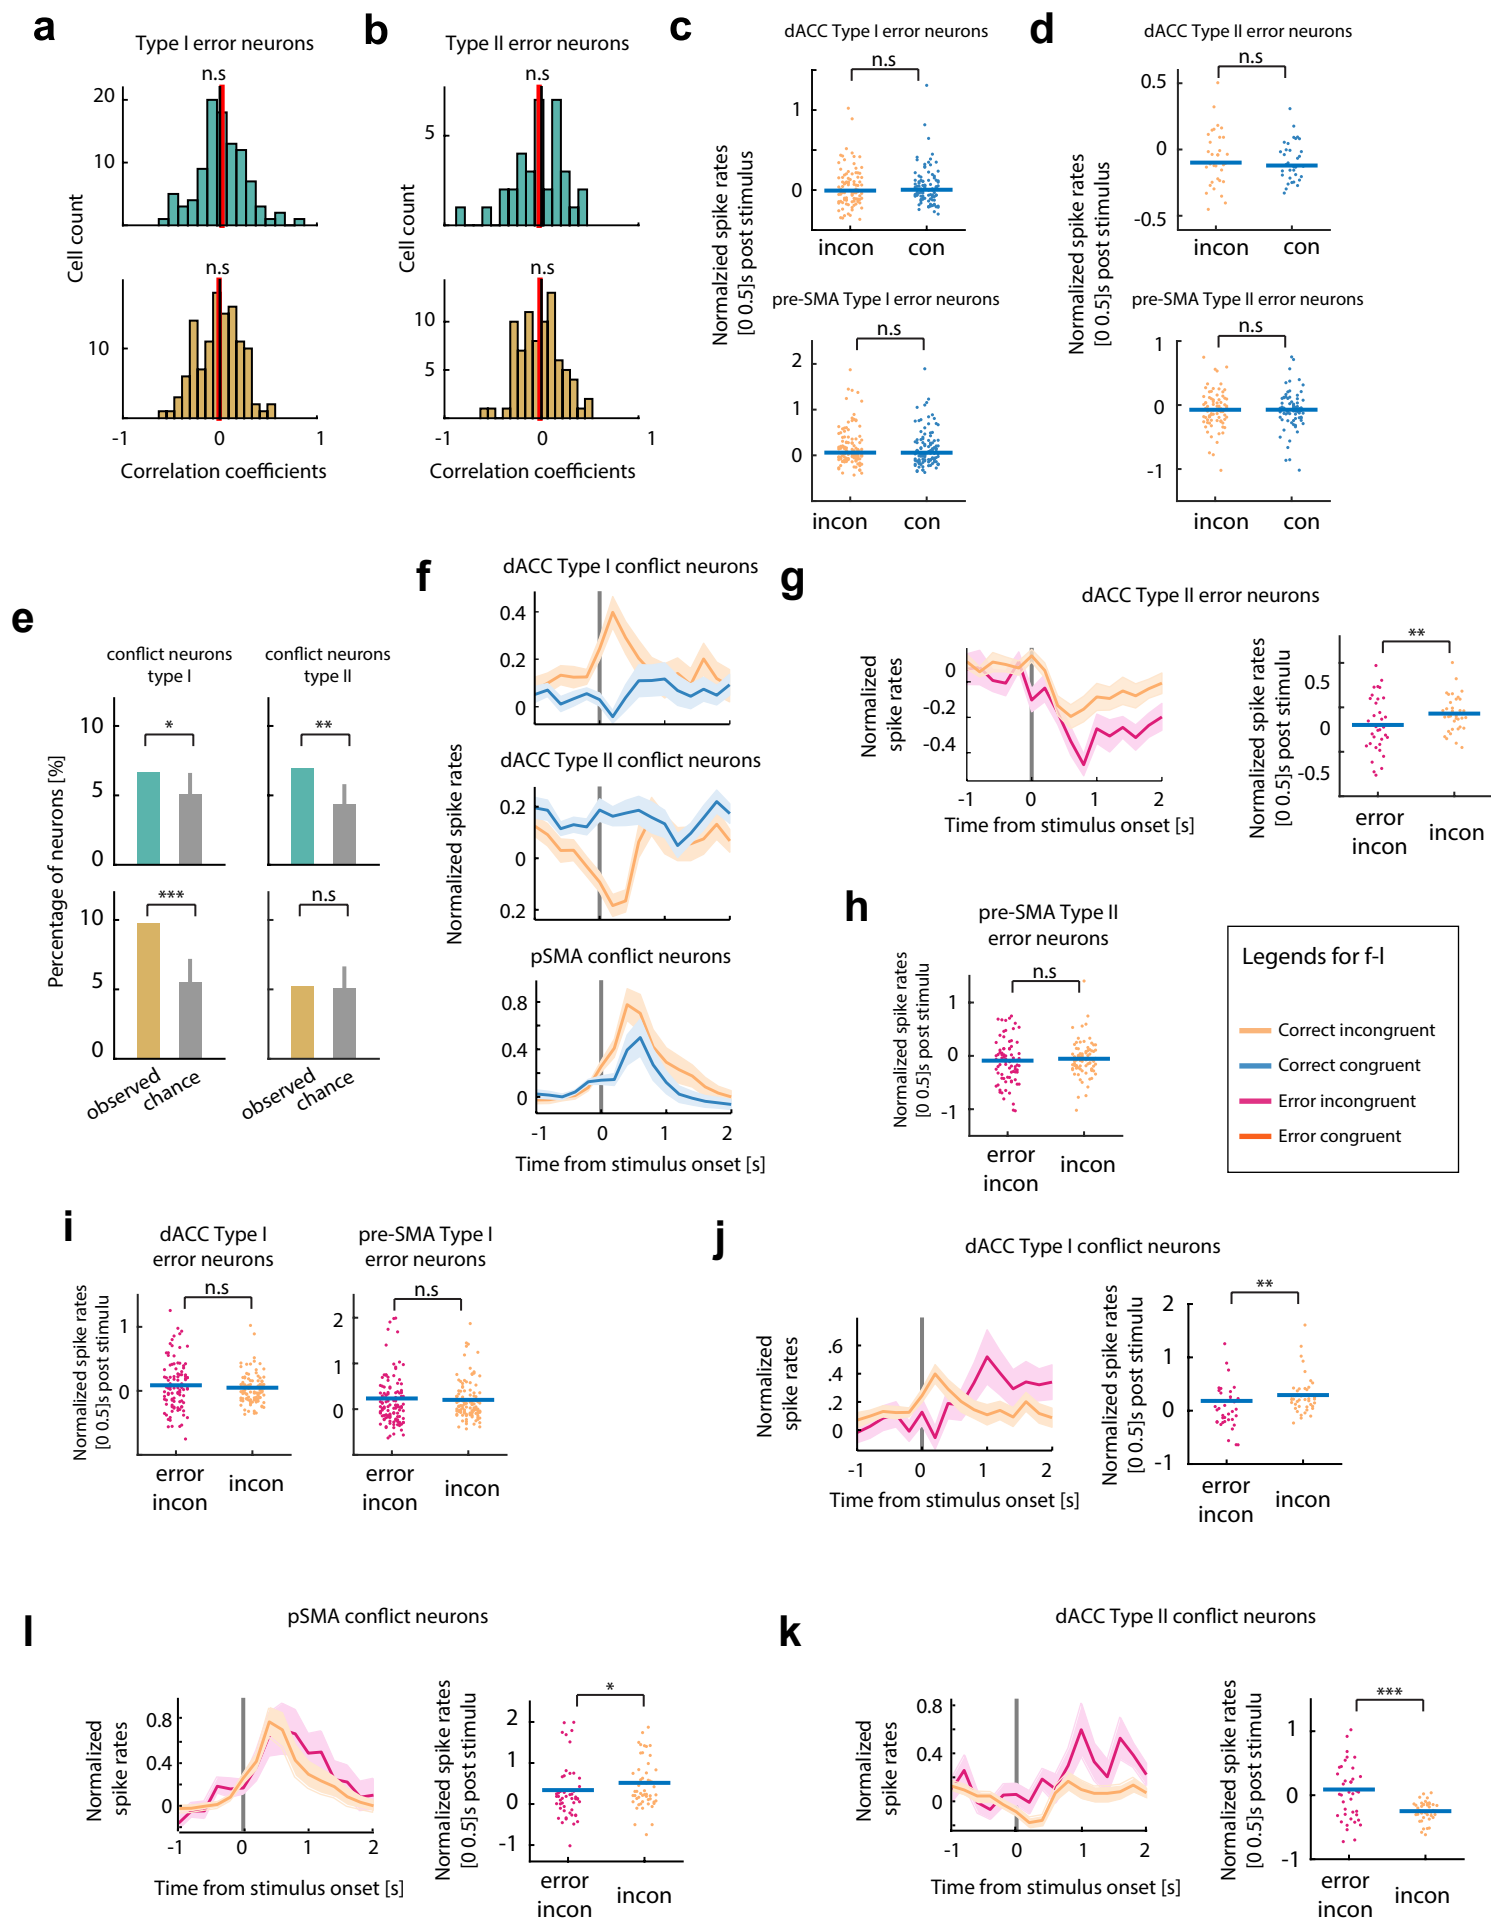 a
Type I error neurons
n.s
20
10
Cell count
n.s
10
-1
0
1
Correlation coefficients
b
Type II error neurons
n.s
5
Cell count
n.s
10
5
-1
0
1
Correlation coefficients
c
dACC Type I error neurons
n.s
1
0
incon
con
Normalzied spike rates
[0 0.5]s post stimulus
pre-SMA Type I error neurons
n.s
2
1
0
incon
con
d
dACC Type II error neurons
n.s
0.5
0
-0.5
incon
con
Normalized spike rates
[0 0.5]s post stimulus
pre-SMA Type II error neurons
n.s
1
0
-1
incon
con
e
conflict neurons
type I
conflict neurons
type II
10
5
0
*
**
Percentage of neurons [%]
10
5
0
***
n.s
observed
chance
observed
chance
f
dACC Type I conflict neurons
0.4
0.2
0
dACC Type II conflict neurons
0.2
0
0.2
Normalized spike rates
pSMA conflict neurons
0.8
0.4
0
-1
0
1
2
Time from stimulus onset [s]
g
dACC Type II error neurons
Normalized
spike rates
0
-0.2
-0.4
-1
0
1
2
Time from stimulus onset [s]
Normalized spike rates
[0 0.5]s post stimulu
**
0.5
0
-0.5
error
incon
incon
h
pre-SMA Type II
error neurons
Normalized spike rates
[0 0.5]s post stimulu
n.s
1
0
-1
error
incon
incon
Legends for f-l
Correct incongruent
Correct congruent
Error incongruent
Error congruent
i
dACC Type I
error neurons
n.s
Normalized spike rates
[0 0.5]s post stimulu
1
0
error
incon
incon
pre-SMA Type I
error neurons
n.s
2
1
0
error
incon
incon
j
dACC Type I conflict neurons
Normalized
spike rates
.6
.4
.2
0
-1
0
1
2
Time from stimulus onset [s]
Normalized spike rates
[0 0.5]s post stimulu
**
2
1
0
-1
error
incon
incon
l
pSMA conflict neurons
Normalized
spike rates
0.8
0.4
0
-1
0
1
2
Time from stimulus onset [s]
Normalized spike rates
[0 0.5]s post stimulu
*
2
1
0
-1
error
incon
incon
k
dACC Type II conflict neurons
Normalized
spike rates
0.8
0.4
0
-1
0
1
2
Time from stimulus onset [s]
Normalized spike rates
[0 0.5]s post stimulu
***
1
0
-1
error
incon
incon